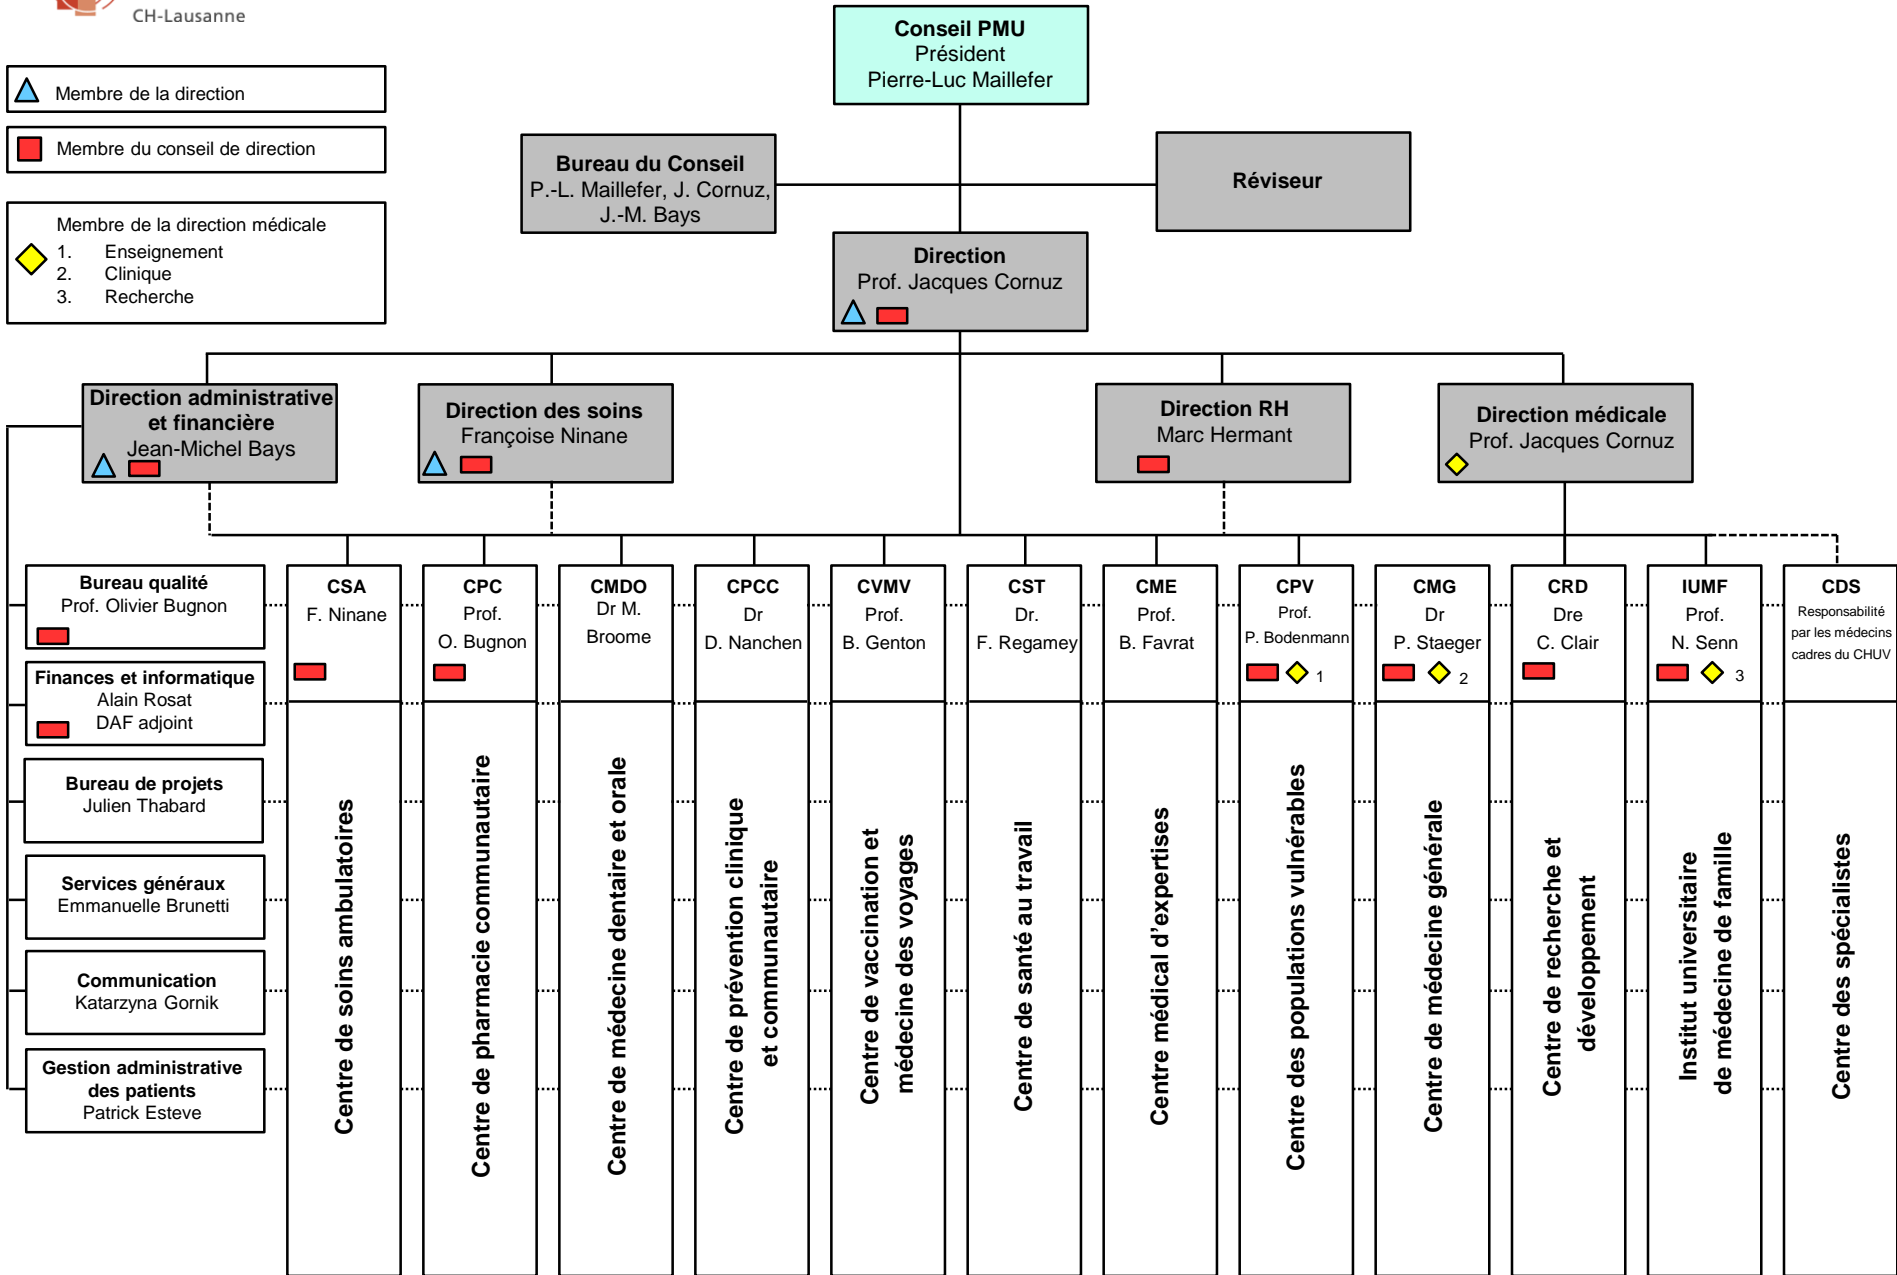 CH-Lausanne
Conseil PMU
Président
Pierre-Luc Maillefer
Membre de la direction
Membre du conseil de direction
Membre de la direction médicale
1. Enseignement
2. Clinique
3. Recherche
Bureau du Conseil
P.-L. Maillefer, J. Cornuz,
J.-M. Bays
Réviseur
Direction
Prof. Jacques Cornuz
Direction administrative
et financière
Jean-Michel Bays
Direction des soins
Françoise Ninane
Direction RH
Marc Hermant
Direction médicale
Prof. Jacques Cornuz
Bureau qualité
Prof. Olivier Bugnon
Finances et informatique
Alain Rosat
DAF adjoint
Bureau de projets
Julien Thabard
Services généraux
Emmanuelle Brunetti
Communication
Katarzyna Gornik
Gestion administrative
des patients
Patrick Esteve
CSA
F. Ninane
Centre de soins ambulatoires
CPC
Prof.
O. Bugnon
Centre de pharmacie communautaire
CMDO
Dr M.
Broome
Centre de médecine dentaire et orale
CPCC
Dr
D. Nanchen
Centre de prévention clinique
et communautaire
CVMV
Prof.
B. Genton
Centre de vaccination et
médecine des voyages
CST
Dr.
F. Regamey
Centre de santé au travail
CME
Prof.
B. Favrat
Centre médical d'expertises
CPV
Prof.
P. Bodenmann
1
Centre des populations vulnérables
CMG
Dr
P. Staeger
2
Centre de médecine générale
CRD
Dre
C. Clair
Centre de recherche et
développement
IUMF
Prof.
N. Senn
3
Institut universitaire
de médecine de famille
CDS
Responsabilité
par les médecins
cadres du CHUV
Centre des spécialistes